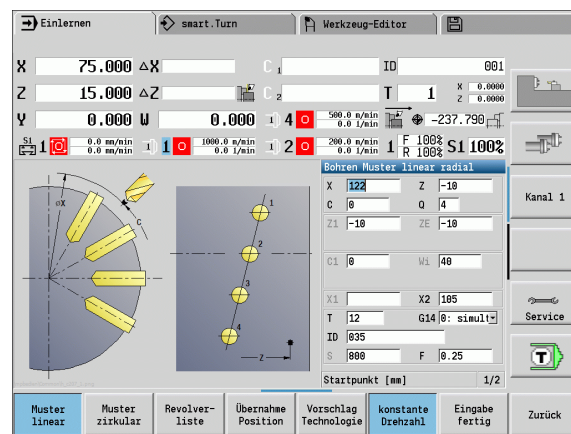 Einlernen smart.Turn Werkzeug-Editor
X 75.000 △X C 1 ID 001
Z 15.000 △Z C 2 T 1 X 0.0000 Z 0.0000
Y 0.000 U 0.000 4 500.0 m/min 0.0 1/min -237.790
S1 1 0.0 mm/min 0.0 mm/min 1 1000.0 m/min 0.0 1/min 2 200.0 m/min 0.0 1/min 1 F 100% R 100% S1 100%
Bohren Muster linear radial
X 122 Z -10
C 0 Q 4
Z1 -10 ZE -10
C1 0 Wi 40
X1 X2 105
T 12 G14 0: simult
ID 035
S 800 F 0.25
Startpunkt [mm] 1/2
øX
C
1
2
3
4
Z
Kanal 1
Service
T
Muster linear
Muster zirkular
Revolver-liste
Übernahme Position
Vorschlag Technologie
konstante Drehzahl
Eingabe fertig
Zurück